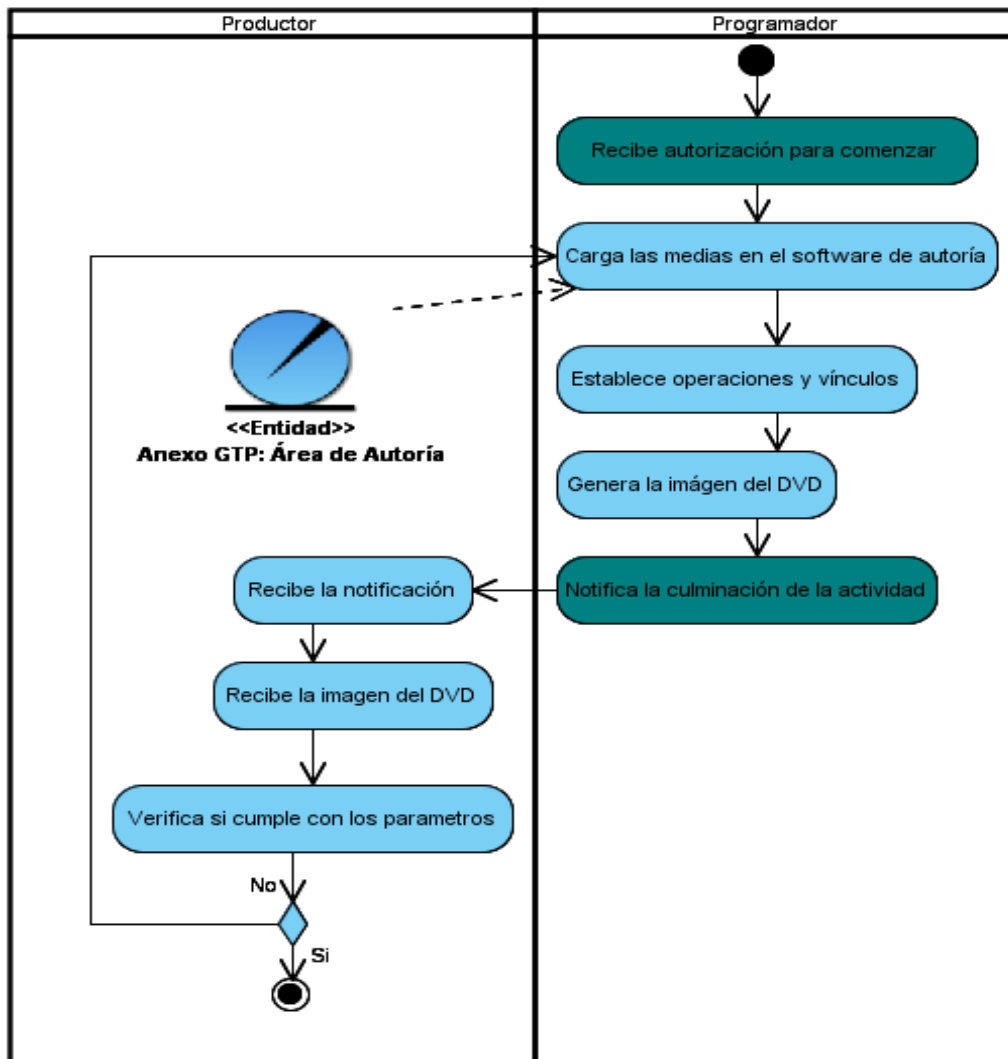 Productor
Programador
Recibe autorización para comenzar
Carga las medias en el software de autoría
<<Entidad>>
Anexo GTP: Área de Autoría
Establece operaciones y vínculos
Genera la imágen del DVD
Notifica la culminación de la actividad
Recibe la notificación
Recibe la imagen del DVD
Verifica si cumple con los parametros
No
Si